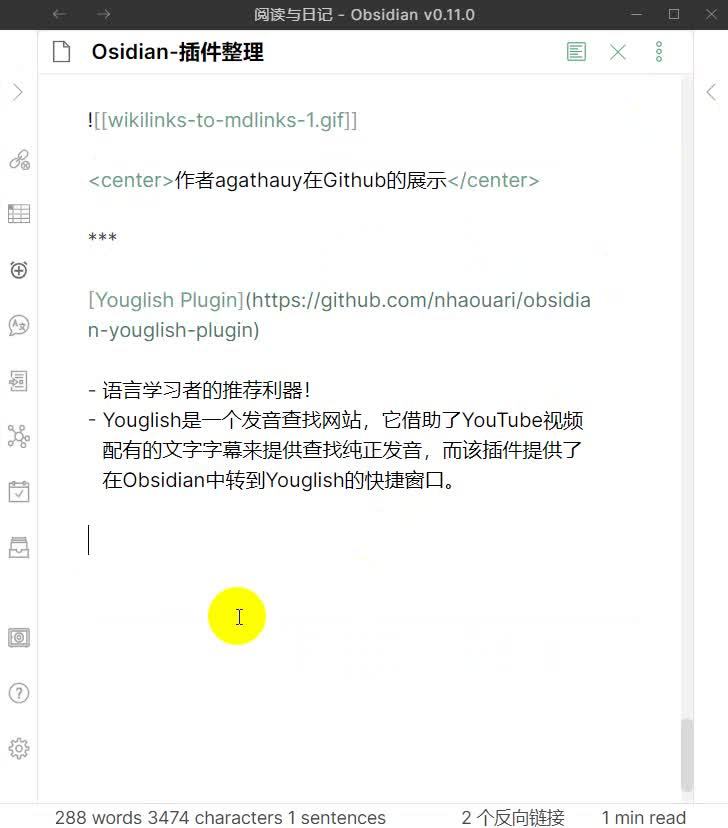 阅读与日记 - Obsidian v0.11.0
Osidian-插件整理
![[wikilinks-to-mdlinks-1.gif]]
<center>作者agathauy在Github的展示</center>
***
[Youglish Plugin](https://github.com/nhaouari/obsidia
n-youglish-plugin)
- 语言学习者的推荐利器！
- Youglish是一个发音查找网站，它借助了YouTube视频
配有的文字字幕来提供查找纯正发音，而该插件提供了
在Obsidian中转到Youglish的快捷窗口。
288 words 3474 characters 1 sentences 2 个反向链接 1 min read